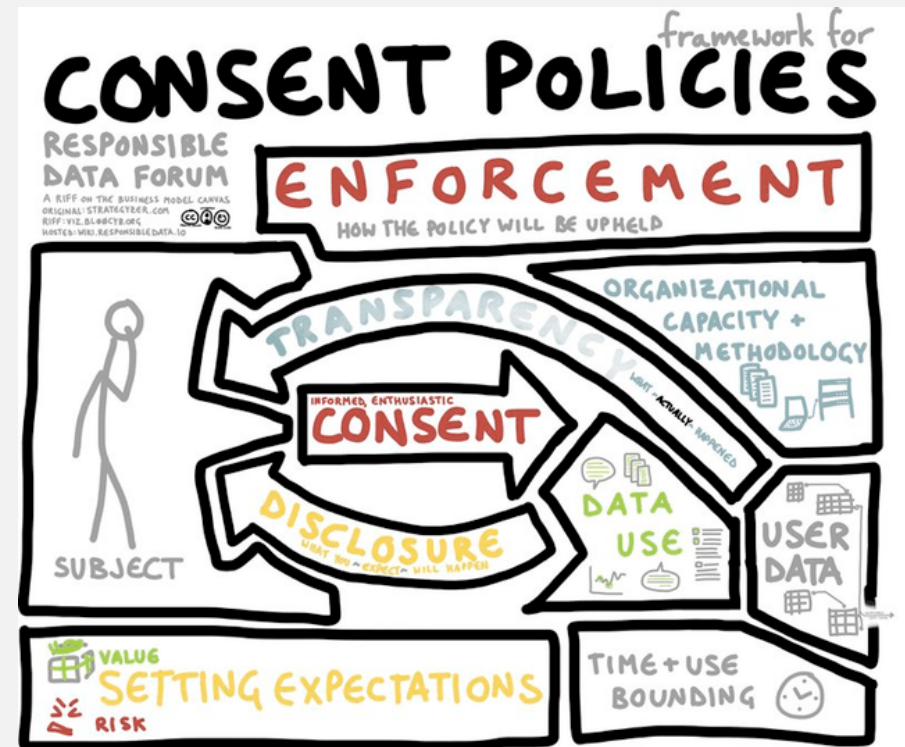 framework for
CONSENT POLICIES
RESPONSIBLE
DATA FORUM
A RIFF ON THE BUSINESS MODEL CANVAS
ORIGINAL: STRATEGYZER.COM
RIFF: VIZ.BL00CYB.ORG
HOSTED: WIKI.RESPONSIBLEDATA.IO
ENFORCEMENT
HOW THE POLICY WILL BE UPHELD
TRANSPARENCY
WHAT ~ACTUALLY~ HAPPENED
ORGANIZATIONAL
CAPACITY +
METHODOLOGY
INFORMED, ENTHUSIASTIC
CONSENT
DISCLOSURE
WHAT YOU ~EXPECT~ WILL HAPPEN
SUBJECT
DATA
USE
USER
DATA
VALUE
SETTING EXPECTATIONS
RISK
TIME + USE
BOUNDING